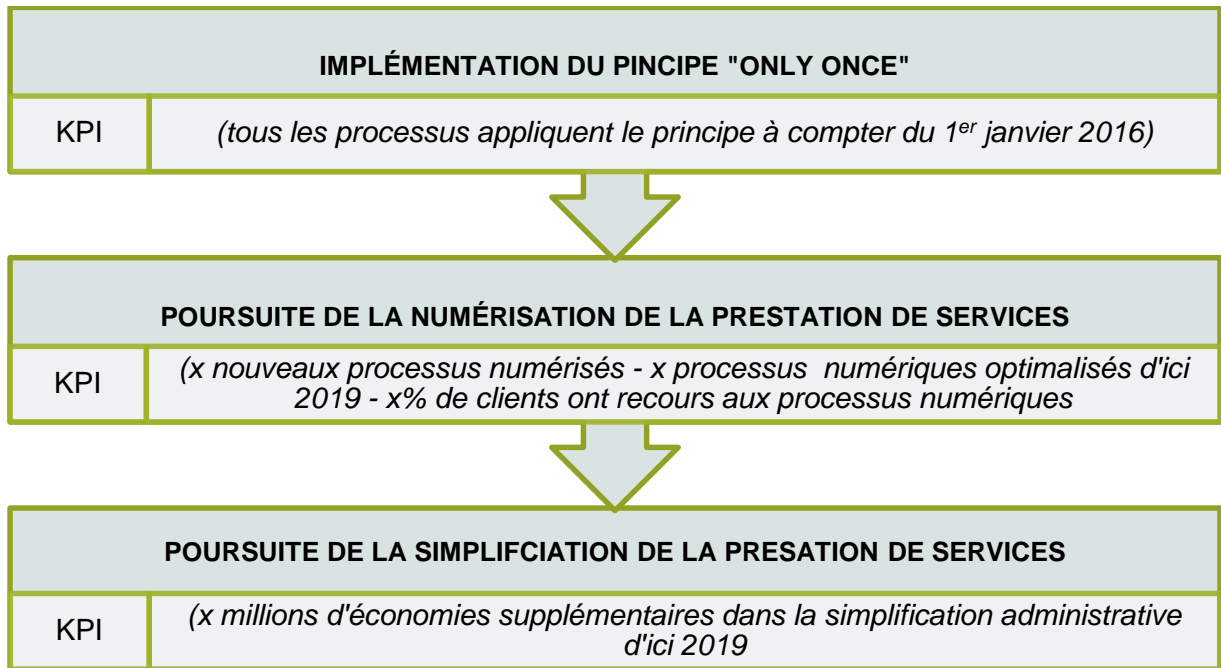 IMPLÉMENTATION DU PINCIPE "ONLY ONCE"
KPI
(tous les processus appliquent le principe à compter du 1er janvier 2016)
POURSUITE DE LA NUMÉRISATION DE LA PRESTATION DE SERVICES
KPI
(x nouveaux processus numérisés - x processus numériques optimalisés d'ici
2019 - x% de clients ont recours aux processus numériques
POURSUITE DE LA SIMPLIFCIATION DE LA PRESATION DE SERVICES
KPI
(x millions d'économies supplémentaires dans la simplification administrative
d'ici 2019